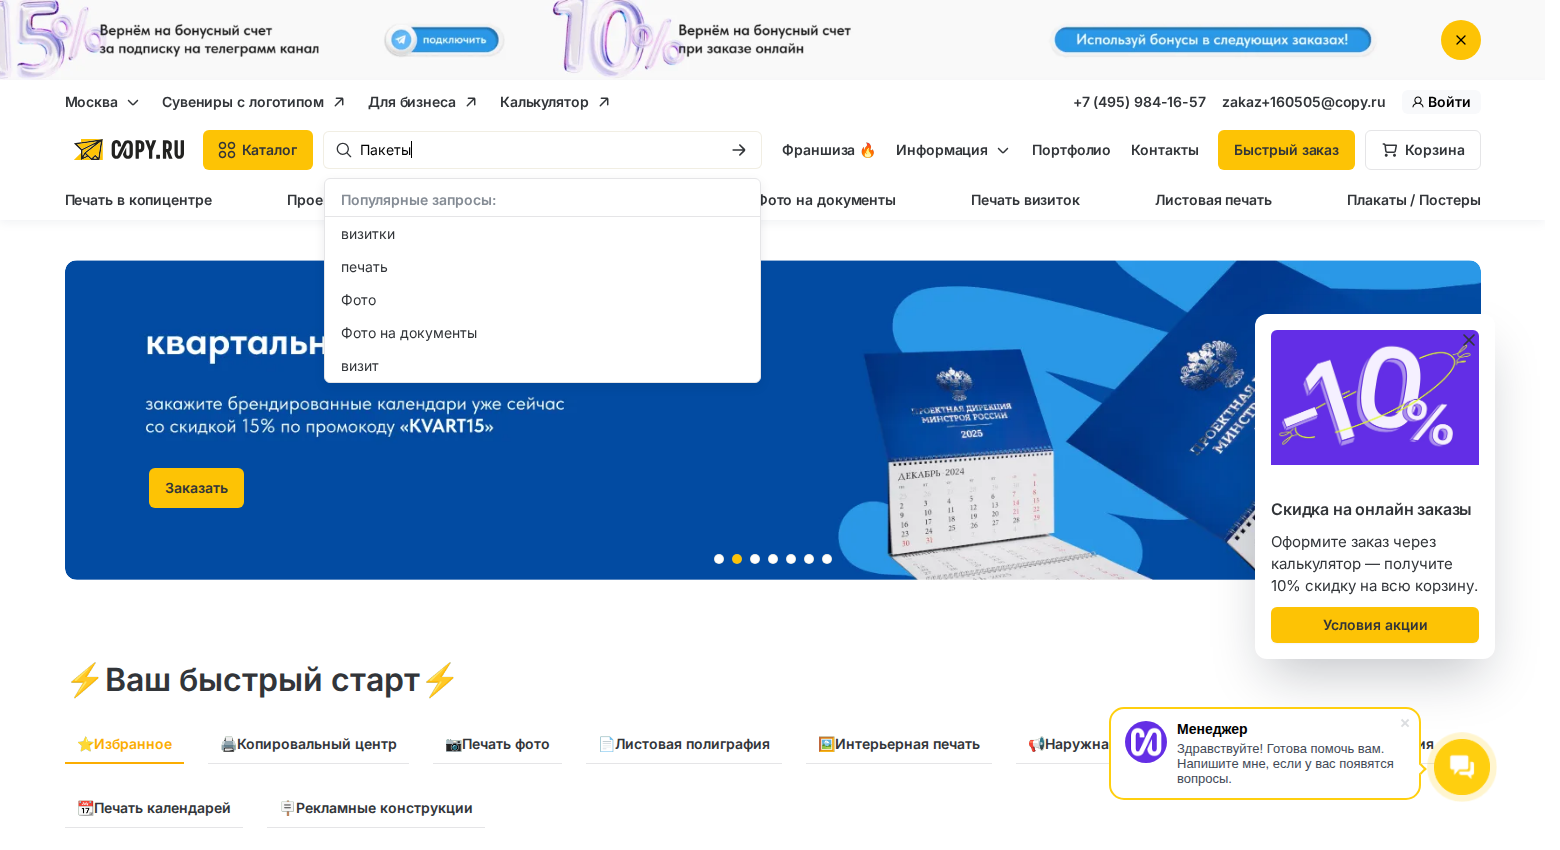 15%
Вернём на бонусный счет
за подписку на телеграмм канал
подключить
10%
Вернём на бонусный счет
при заказе онлайн
Используй бонусы в следующих заказах!
Москва
Сувениры с логотипом
Для бизнеса
Калькулятор
+7 (495) 984-16-57
zakaz+160505@copy.ru
Войти
COPY.RU
Каталог
Пакеты
Франшиза 🔥
Информация
Портфолио
Контакты
Быстрый заказ
Корзина
Печать в копицентре
Прое
Фото на документы
Печать визиток
Листовая печать
Плакаты / Постеры
Популярные запросы:
визитки
печать
Фото
Фото на документы
визит
квартальн
закажите брендированные календари уже сейчас
со скидкой 15% по промокоду «KVART15»
Заказать
ПРОЕКТНАЯ ДИРЕКЦИЯ
МИНСТРОЯ РОССИИ
2025
ДЕКАБРЬ 2024
-10%
Скидка на онлайн заказы
Оформите заказ через
калькулятор — получите
10% скидку на всю корзину.
Условия акции
⚡Ваш быстрый старт⚡
⭐Избранное
🖨️Копировальный центр
📷Печать фото
📄Листовая полиграфия
🖼️Интерьерная печать
📢Наружна
📆Печать календарей
🪧Рекламные конструкции
Менеджер
Здравствуйте! Готова помочь вам.
Напишите мне, если у вас появятся
вопросы.